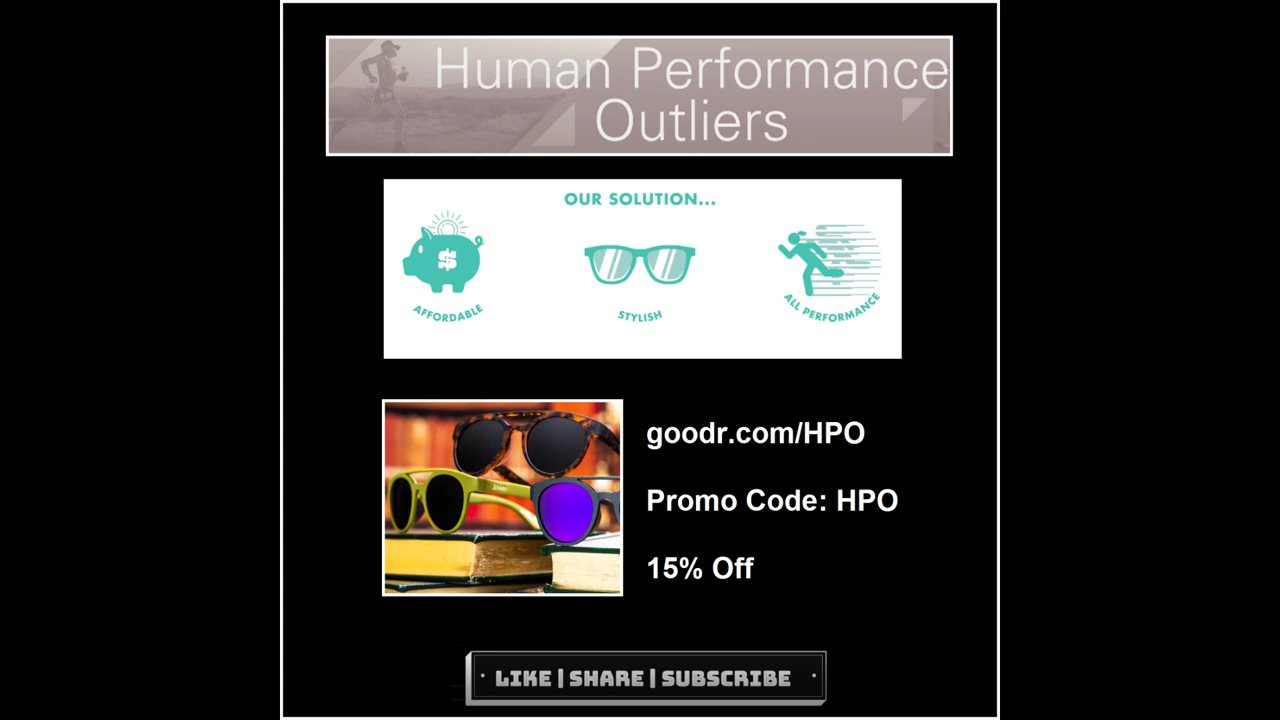 Human Performance
Outliers
OUR SOLUTION...
$
AFFORDABLE
STYLISH
ALL PERFORMANCE
goodr
goodr.com/HPO
Promo Code: HPO
15% Off
LIKE | SHARE | SUBSCRIBE